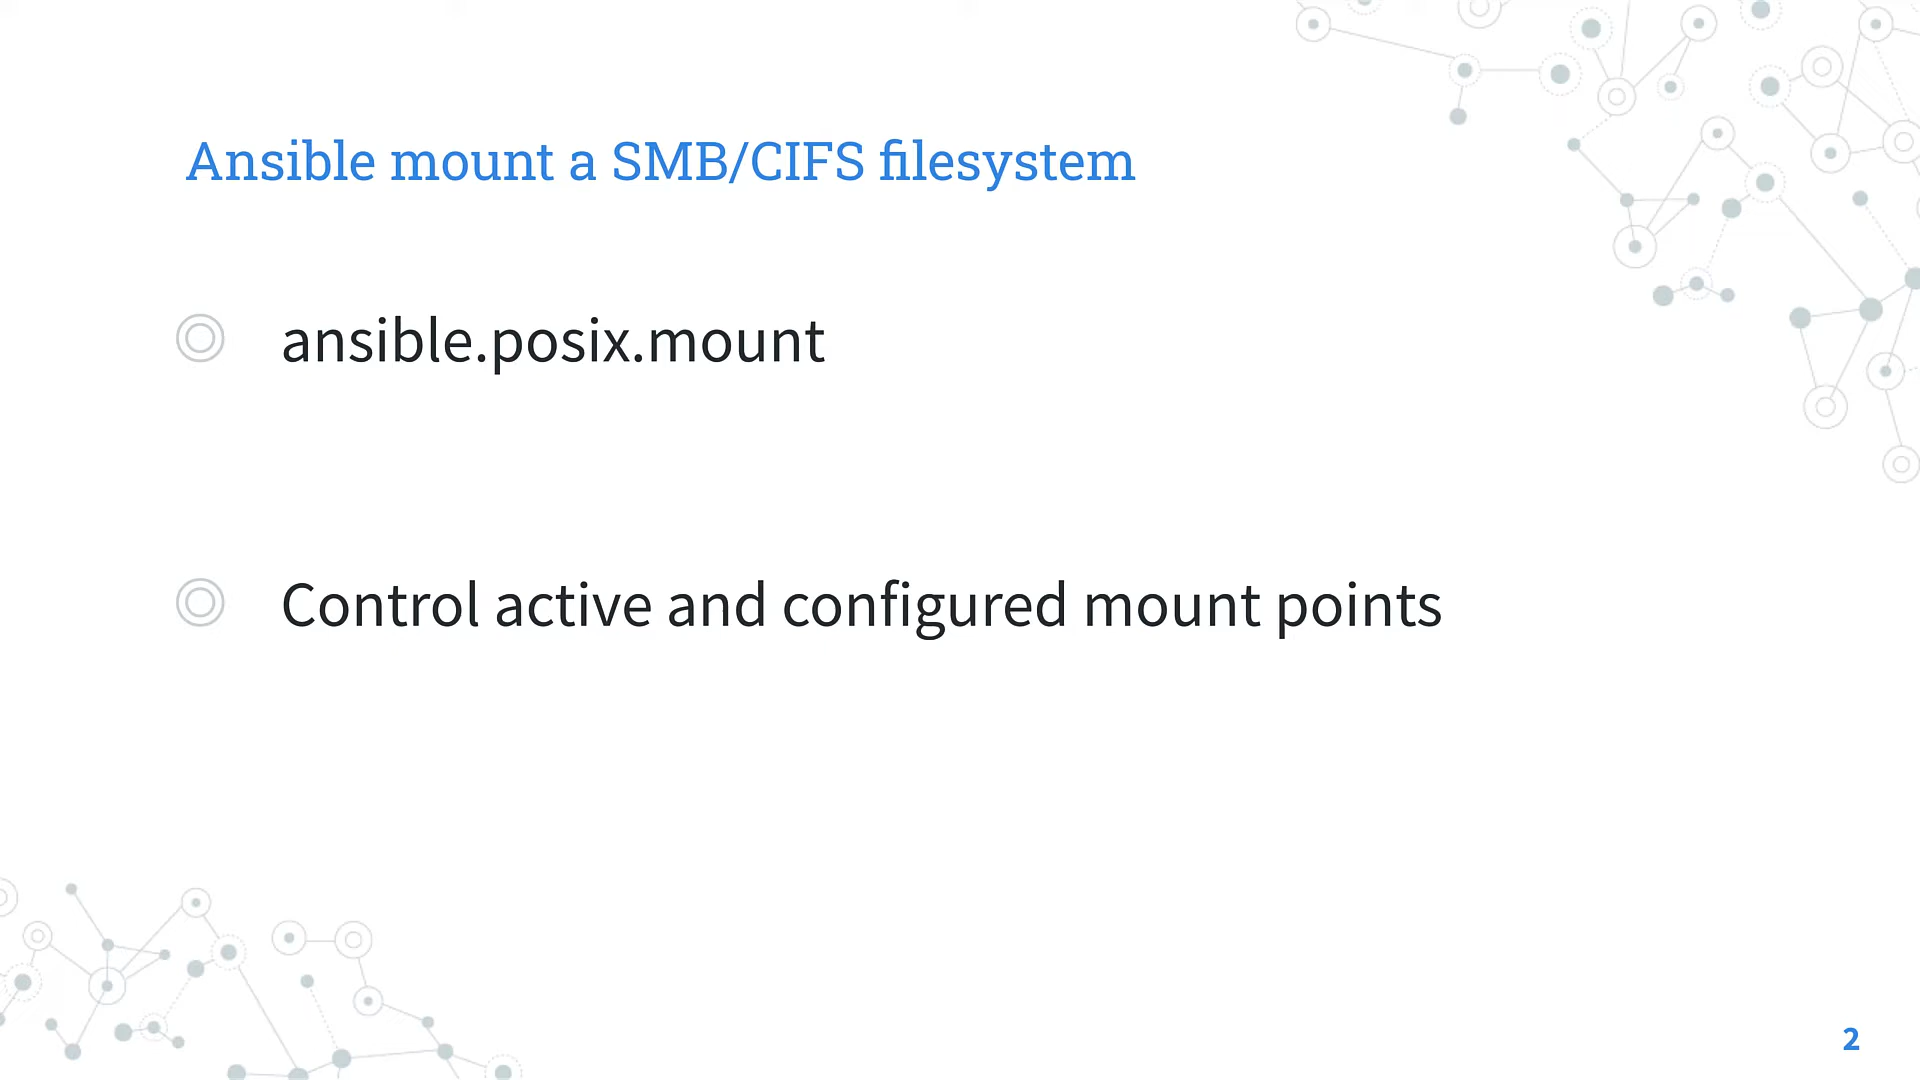 Ansible mount a SMB/CIFS filesystem
ansible.posix.mount
Control active and configured mount points
2